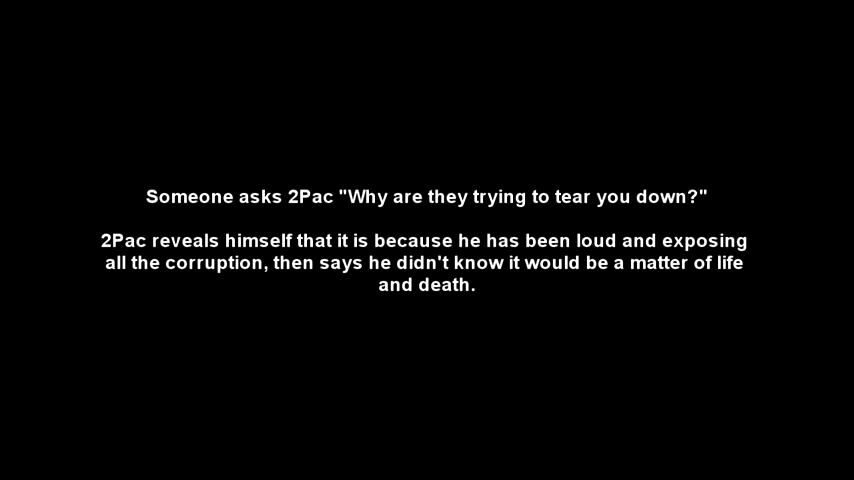 Someone asks 2Pac "Why are they trying to tear you down?"
2Pac reveals himself that it is because he has been loud and exposing
all the corruption, then says he didn't know it would be a matter of life
and death.